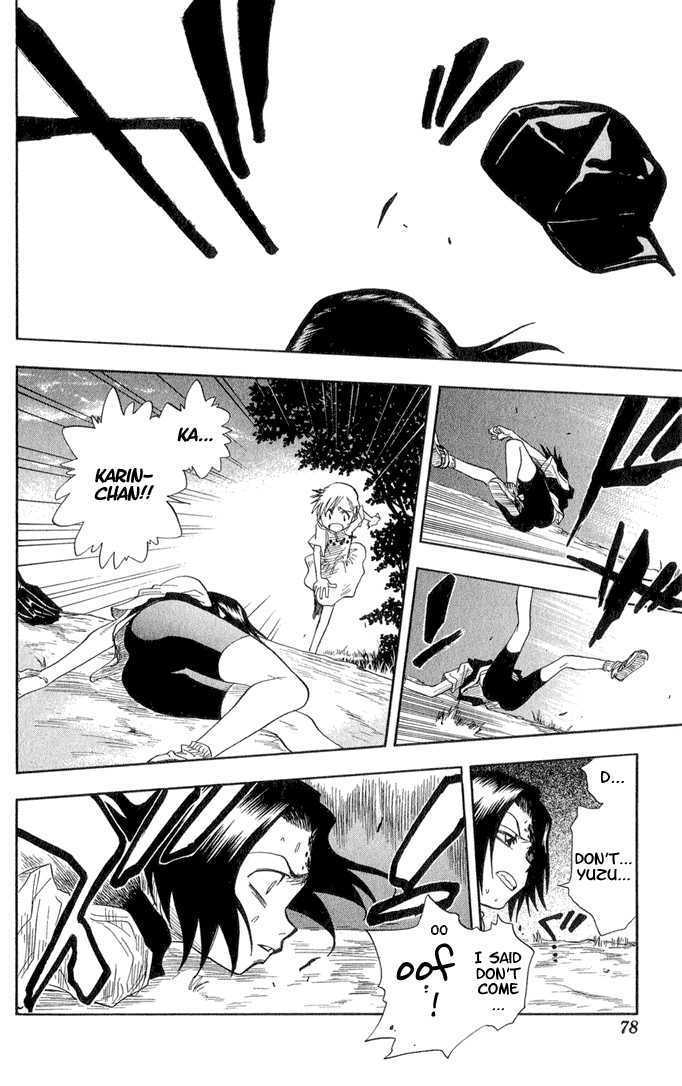 KA...
KARIN-
CHAN!!
D...
DON'T...
YUZU...
I SAID
DON'T
COME
...
OO
OOF
!
78